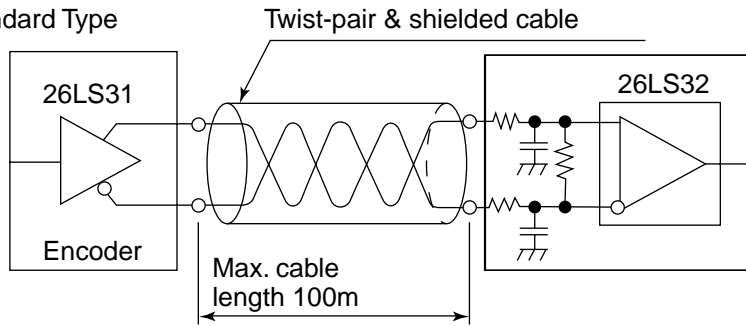 ndard Type
Twist-pair & shielded cable
26LS31
26LS32
Encoder
Max. cable
length 100m